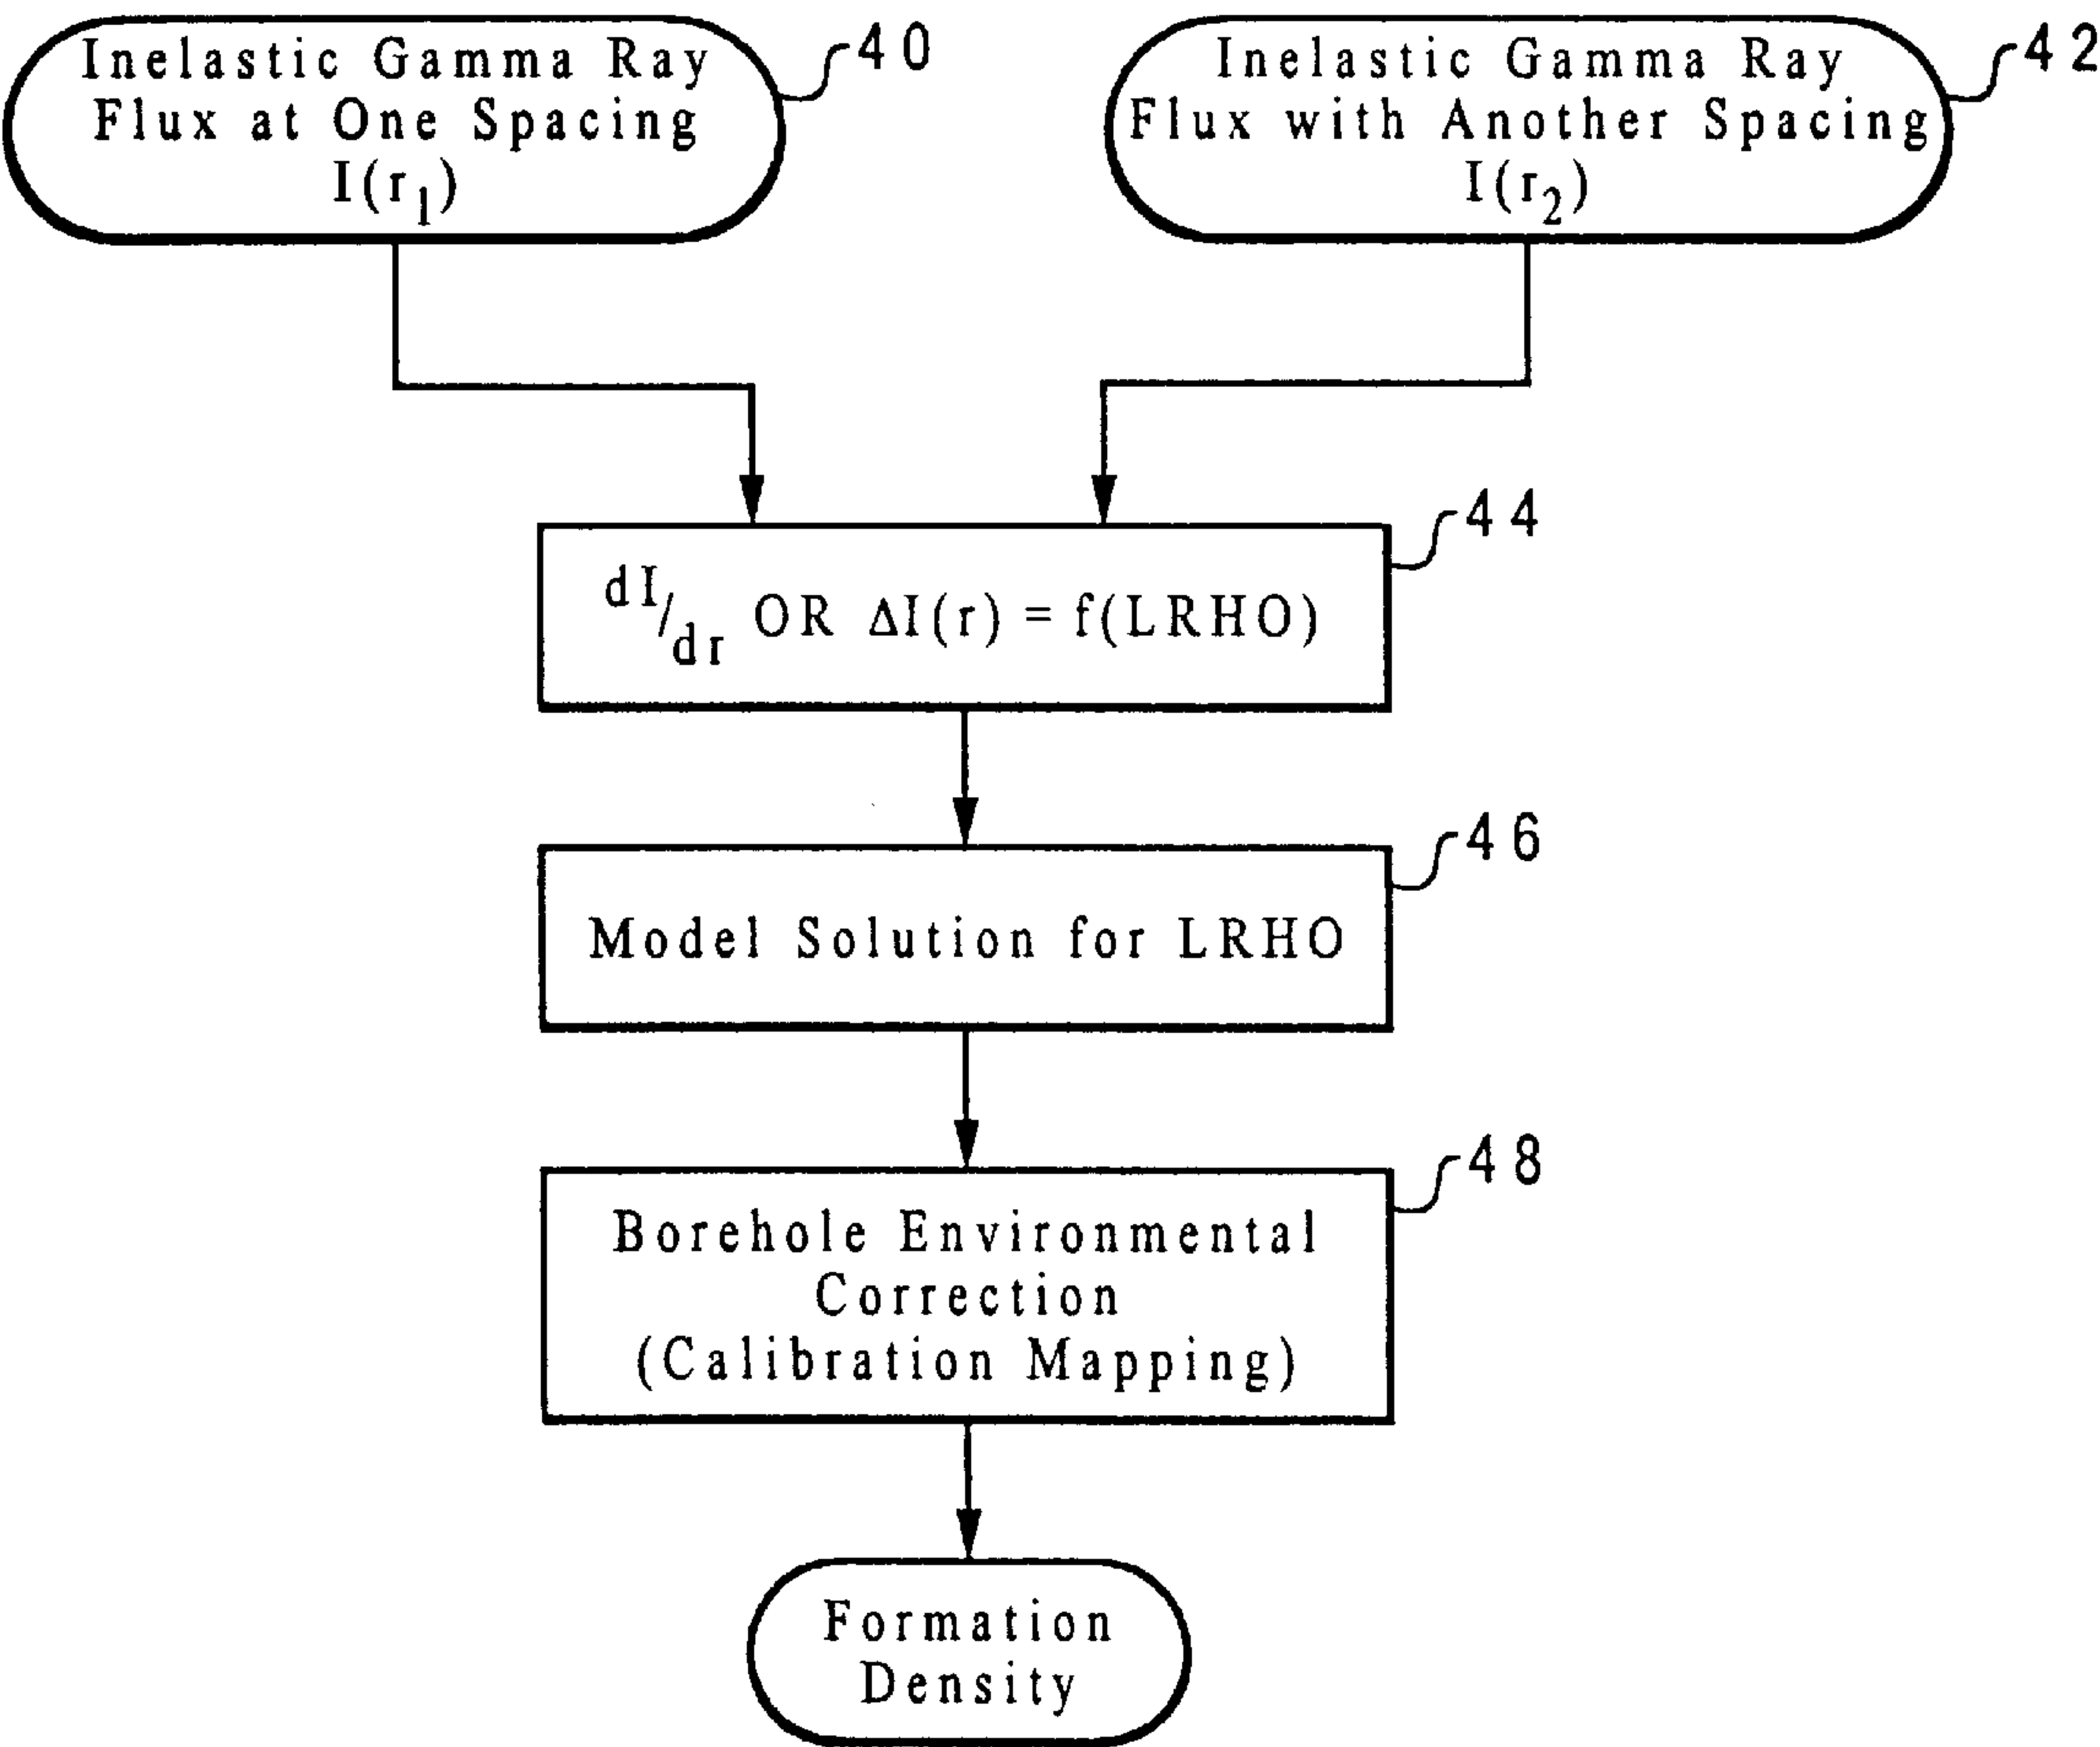 Inelastic Gamma Ray
Flux at One Spacing
I(r₁)
40
Inelastic Gamma Ray
Flux with Another Spacing
I(r₂)
42
dI/dr OR ΔI(r) = f(LRHO)
44
Model Solution for LRHO
46
Borehole Environmental
Correction
(Calibration Mapping)
48
Formation
Density